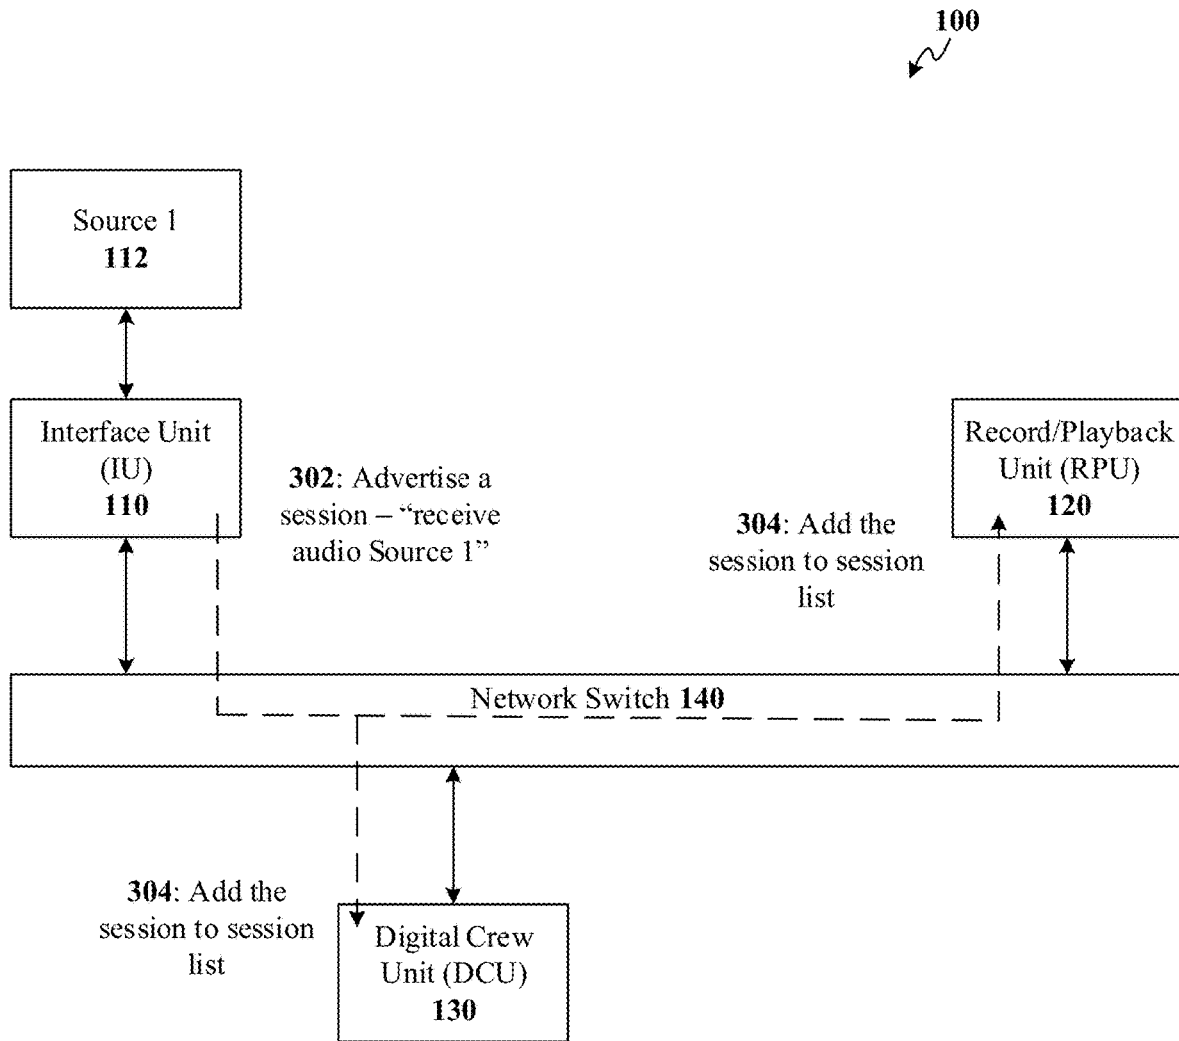 100
Source 1
112
Interface Unit
(IU)
110
302: Advertise a
session – “receive
audio Source 1”
Record/Playback
Unit (RPU)
120
304: Add the
session to session
list
Network Switch 140
304: Add the
session to session
list
Digital Crew
Unit (DCU)
130